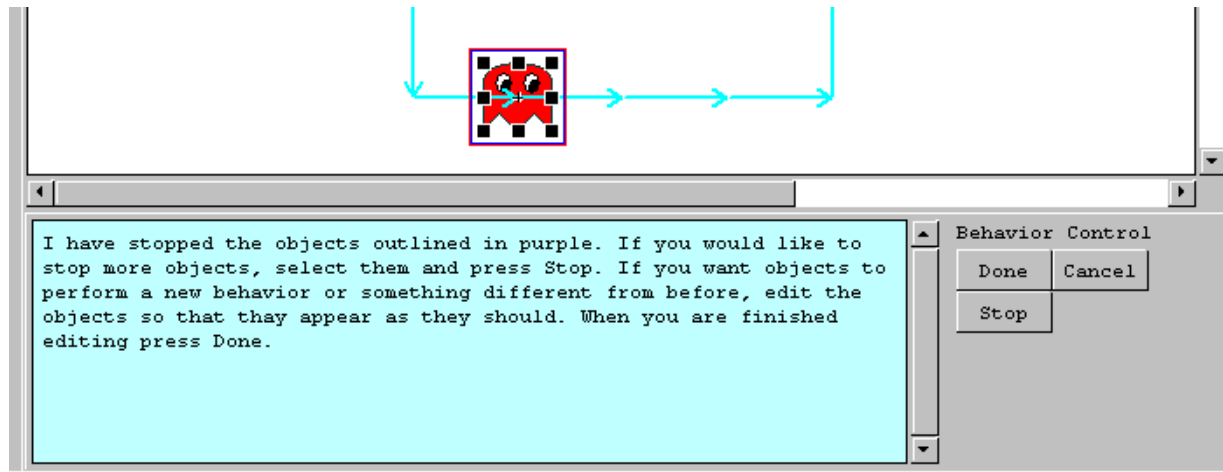 I have stopped the objects outlined in purple. If you would like to
stop more objects, select them and press Stop. If you want objects to
perform a new behavior or something different from before, edit the
objects so that thay appear as they should. When you are finished
editing press Done.
Behavior Control
Done Cancel
Stop